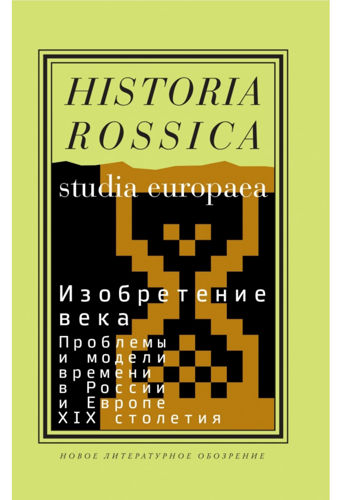 HISTORIA
ROSSICA
studia europaea
Изобретение
века
Проблемы
и модели
времени
в России
и Европе
XIX столетия
НОВОЕ ЛИТЕРАТУРНОЕ ОБОЗРЕНИЕ